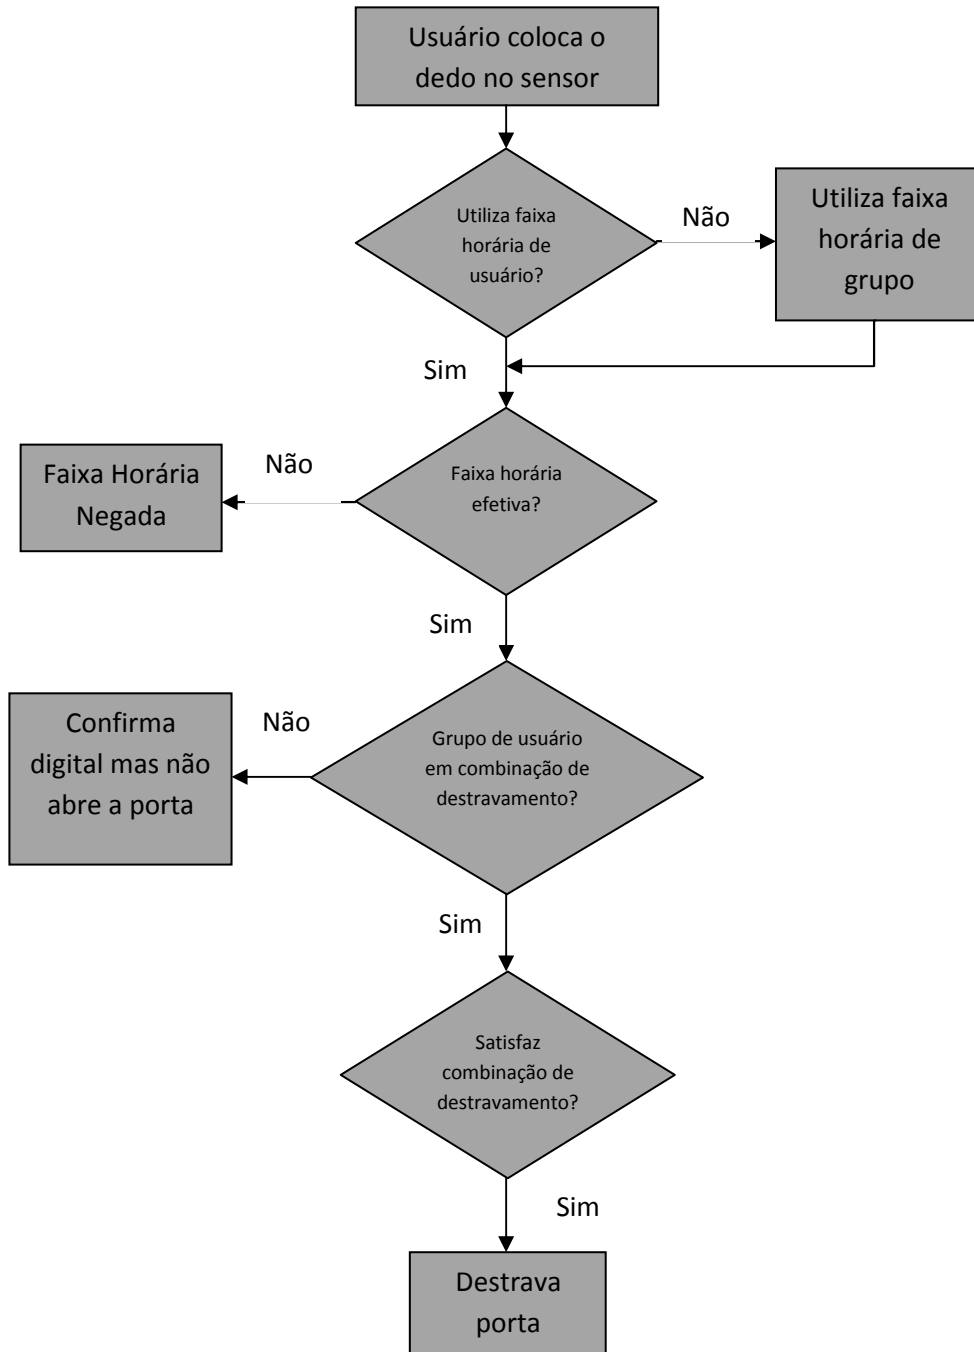 Usuário coloca o
dedo no sensor
Utiliza faixa
horária de
usuário?
Não
Utiliza faixa
horária de
grupo
Sim
Faixa horária
efetiva?
Não
Faixa Horária
Negada
Sim
Grupo de usuário
em combinação de
destravamento?
Não
Confirma
digital mas não
abre a porta
Sim
Satisfaz
combinação de
destravamento?
Sim
Destrava
porta